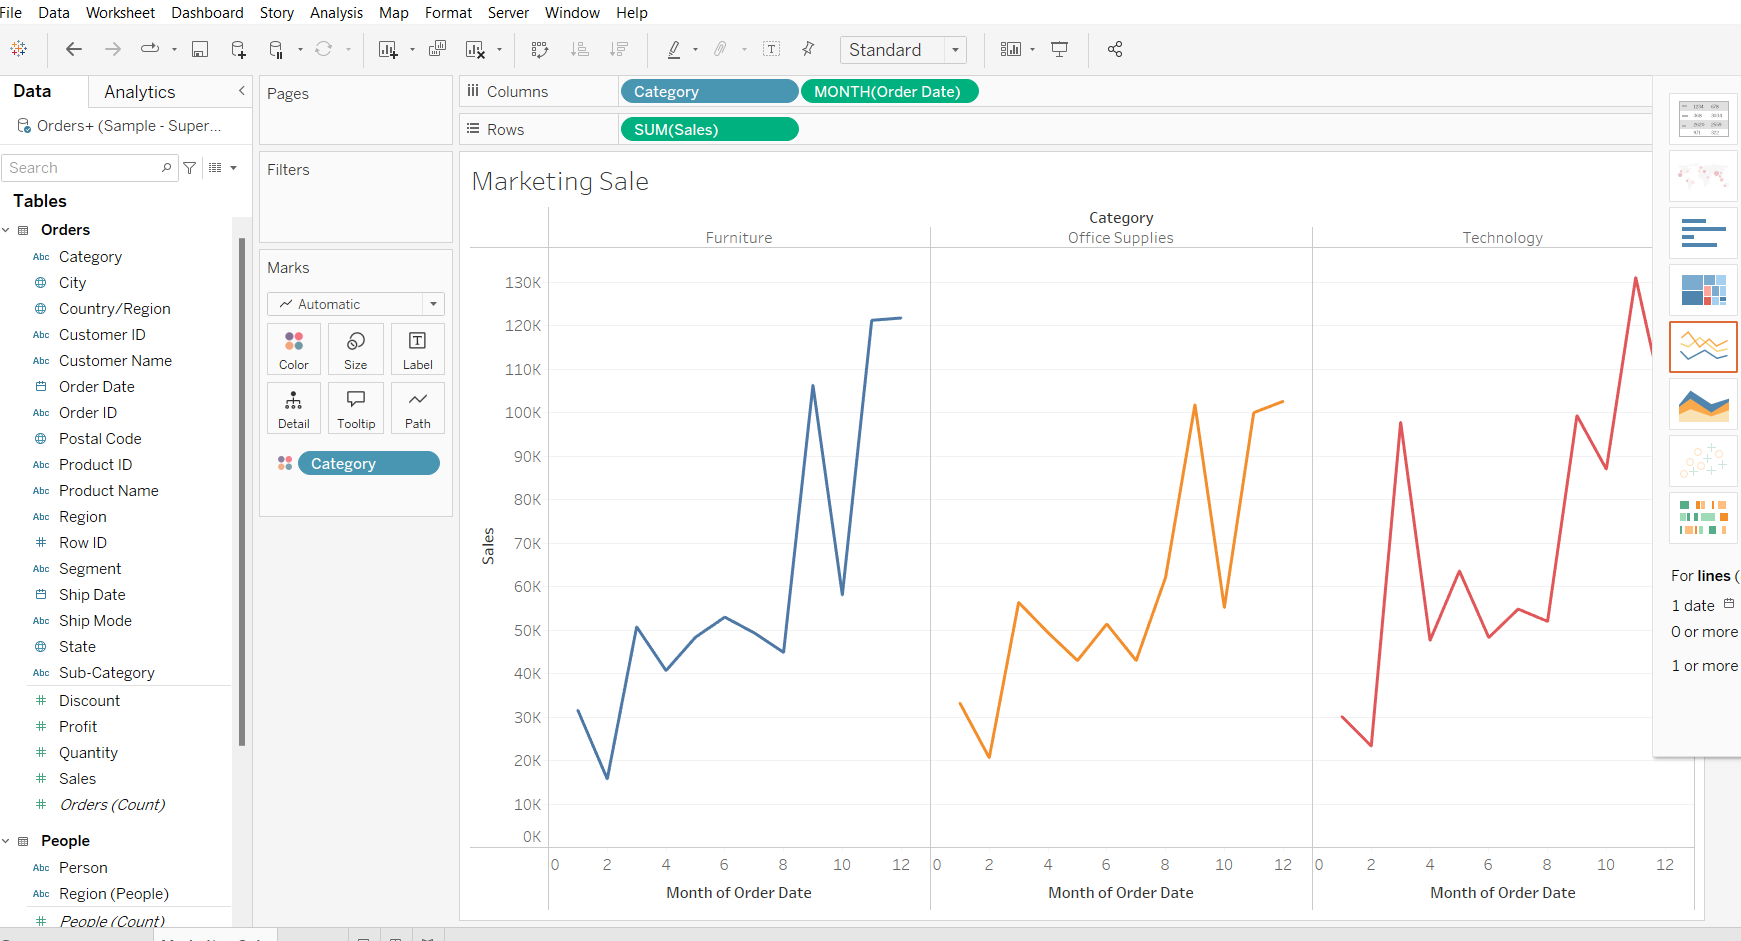 File Data Worksheet Dashboard Story Analysis Map Format Server Window Help
Standard
Data Analytics
Orders+ (Sample - Super...
Search
Tables
Orders
Abc Category
City
Country/Region
Abc Customer ID
Abc Customer Name
Order Date
Abc Order ID
Postal Code
Abc Product ID
Abc Product Name
Abc Region
# Row ID
Abc Segment
Ship Date
Abc Ship Mode
State
Abc Sub-Category
# Discount
# Profit
# Quantity
# Sales
# Orders (Count)
People
Abc Person
Abc Region (People)
# People (Count)
Pages
Filters
Marks
Automatic
Color Size Label
Detail Tooltip Path
Category
Columns Category MONTH(Order Date)
Rows SUM(Sales)
Marketing Sale
Category
Furniture Office Supplies Technology
130K
120K
110K
100K
90K
80K
70K
60K
50K
40K
30K
20K
10K
0K
Sales
0 2 4 6 8 10 12 0 2 4 6 8 10 12 0 2 4 6 8 10 12
Month of Order Date Month of Order Date Month of Order Date
For lines (
1 date
0 or more
1 or more